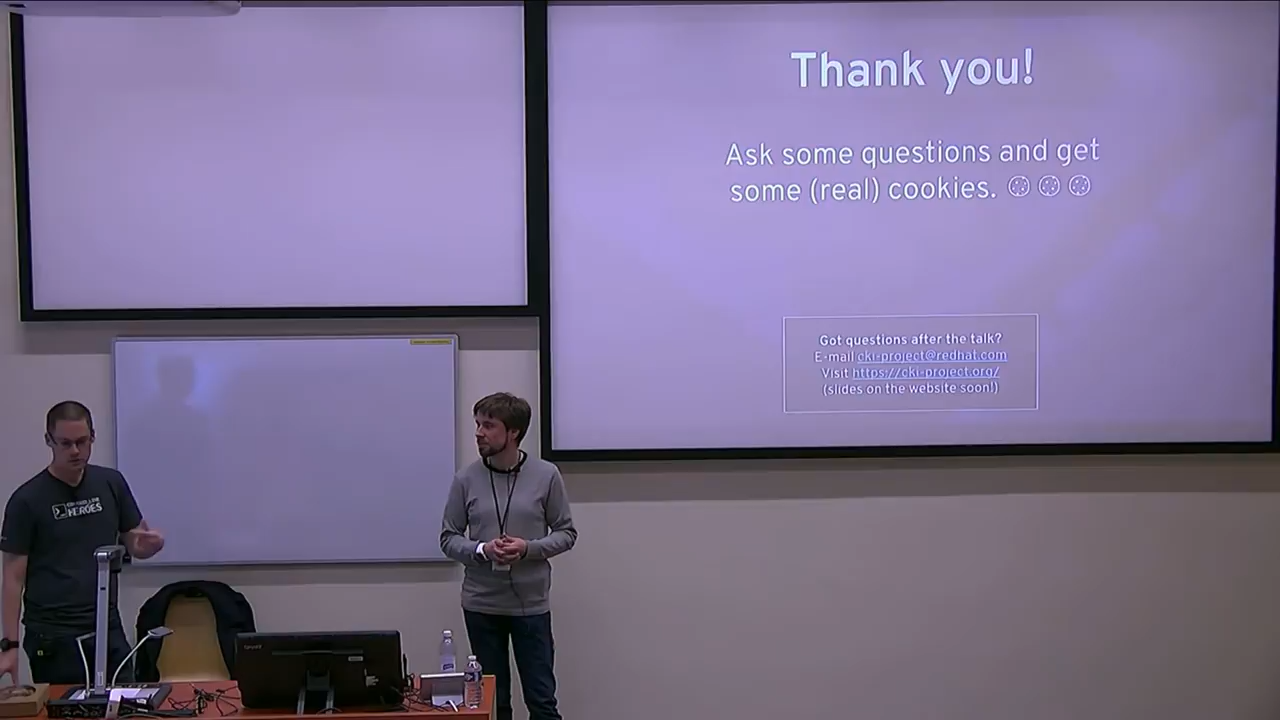 Thank you!
Ask some questions and get
some (real) cookies.
Got questions after the talk?
E-mail cki-project@redhat.com
Visit https://cki-project.org/
(slides on the website soon!)
HEROES